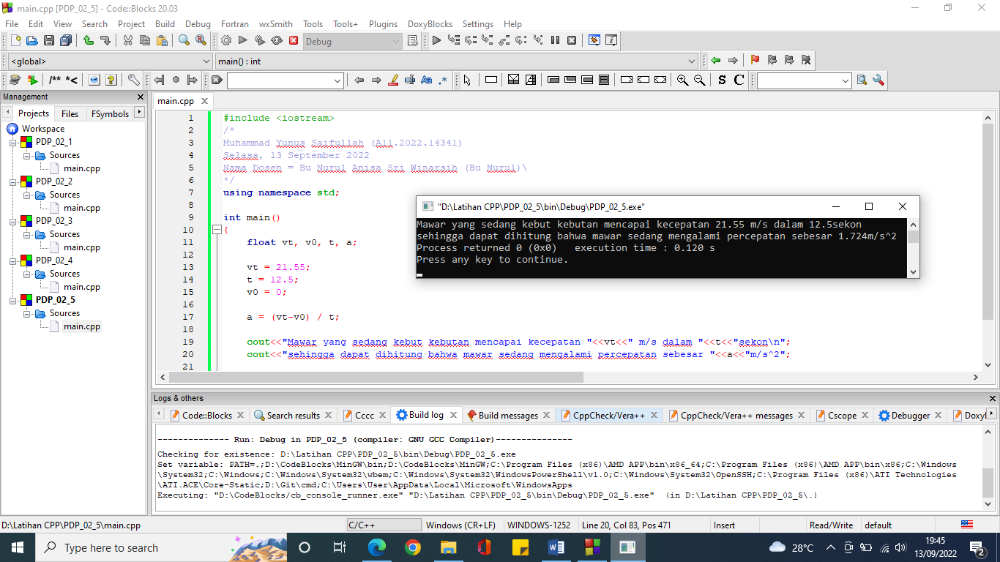 main.cpp [PDP_02_5] - Code::Blocks 20.03
File Edit View Search Project Build Debug Fortran wxSmith Tools Tools+ Plugins DoxyBlocks Settings Help
Debug
<global> main() : int
/** *<
Aa .* S C
Management
Projects Files FSymbols
Workspace
PDP_02_1
Sources
main.cpp
PDP_02_2
Sources
main.cpp
PDP_02_3
Sources
main.cpp
PDP_02_4
Sources
main.cpp
PDP_02_5
Sources
main.cpp
main.cpp
1 #include <iostream>
2 /*
3 Muhammad Yunus Saifullah (A11.2022.14341)
4 Selasa, 13 September 2022
5 Nama Dosen = Bu Nurul Anisa Sri Winarsih (Bu Nurul)\
6 */
7 using namespace std;
8
9 int main()
10 {
11 float vt, v0, t, a;
12
13 vt = 21.55;
14 t = 12.5;
15 v0 = 0;
16
17 a = (vt-v0) / t;
18
19 cout<<"Mawar yang sedang kebut kebutan mencapai kecepatan "<<vt<<" m/s dalam "<<t<<"sekon\n";
20 cout<<"sehingga dapat dihitung bahwa mawar sedang mengalami percepatan sebesar "<<a<<"m/s^2";
21
"D:\Latihan CPP\PDP_02_5\bin\Debug\PDP_02_5.exe"
Mawar yang sedang kebut kebutan mencapai kecepatan 21.55 m/s dalam 12.5sekon
sehingga dapat dihitung bahwa mawar sedang mengalami percepatan sebesar 1.724m/s^2
Process returned 0 (0x0) execution time : 0.120 s
Press any key to continue.
Logs & others
Code::Blocks Search results Cccc Build log Build messages CppCheck/Vera++ CppCheck/Vera++ messages Cscope Debugger Doxyl
-------------- Run: Debug in PDP_02_5 (compiler: GNU GCC Compiler)---------------
Checking for existence: D:\Latihan CPP\PDP_02_5\bin\Debug\PDP_02_5.exe
Set variable: PATH=.;D:\CodeBlocks\MinGW\bin;D:\CodeBlocks\MinGW;C:\Program Files (x86)\AMD APP\bin\x86_64;C:\Program Files (x86)\AMD APP\bin\x86;C:\Windows
\System32;C:\Windows;C:\Windows\System32\wbem;C:\Windows\System32\WindowsPowerShell\v1.0;C:\Windows\System32\OpenSSH;C:\Program Files (x86)\ATI Technologies
\ATI.ACE\Core-Static;D:\Git\cmd;C:\Users\User\AppData\Local\Microsoft\WindowsApps
Executing: "D:\CodeBlocks/cb_console_runner.exe" "D:\Latihan CPP\PDP_02_5\bin\Debug\PDP_02_5.exe" (in D:\Latihan CPP\PDP_02_5\.)
D:\Latihan CPP\PDP_02_5\main.cpp C/C++ Windows (CR+LF) WINDOWS-1252 Line 20, Col 83, Pos 471 Insert Read/Write default
Type here to search 28°C 19:45
13/09/2022 2